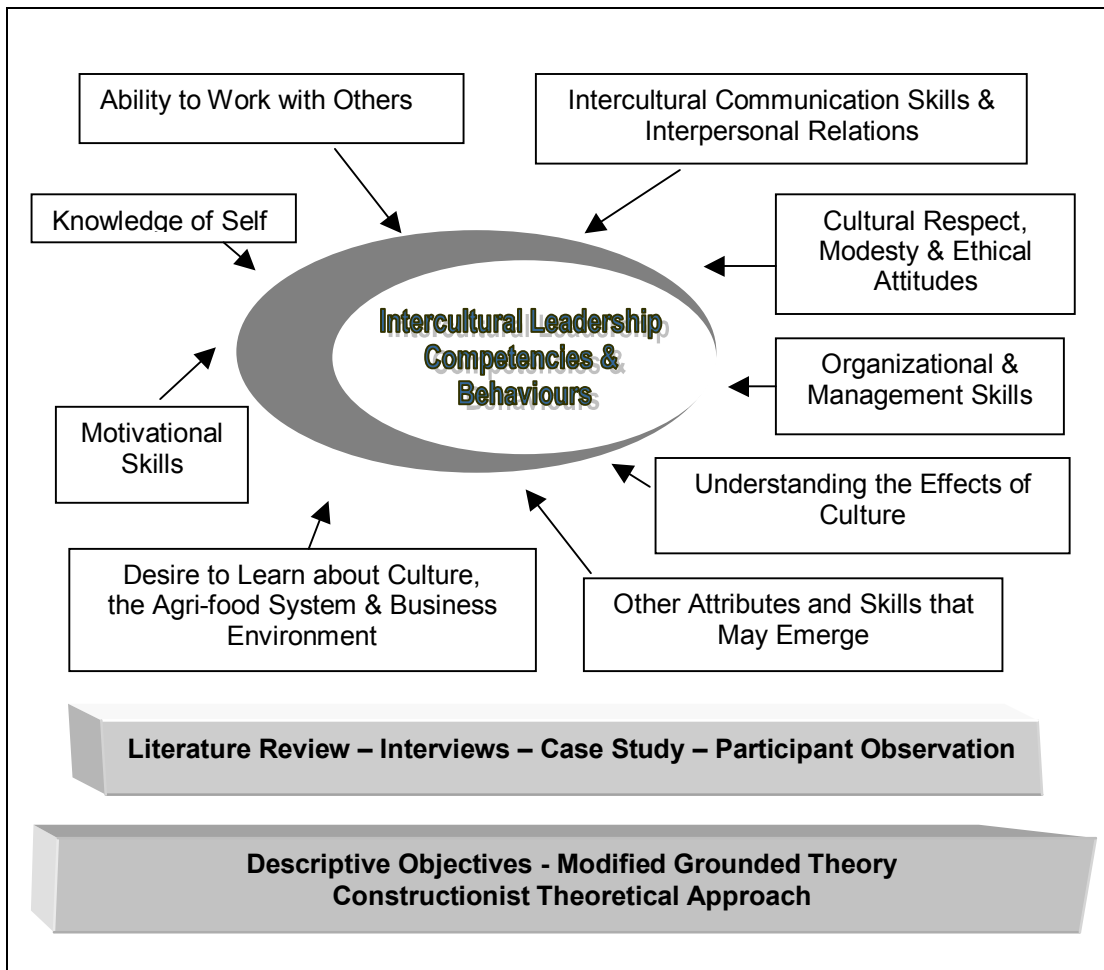 Ability to Work with Others
Intercultural Communication Skills &
Interpersonal Relations
Knowledge of Self
Cultural Respect,
Modesty & Ethical
Attitudes
Intercultural Leadership
Competencies &
Behaviours
Organizational &
Management Skills
Motivational
Skills
Understanding the Effects of
Culture
Desire to Learn about Culture,
the Agri-food System & Business
Environment
Other Attributes and Skills that
May Emerge
Literature Review – Interviews – Case Study – Participant Observation
Descriptive Objectives - Modified Grounded Theory
Constructionist Theoretical Approach